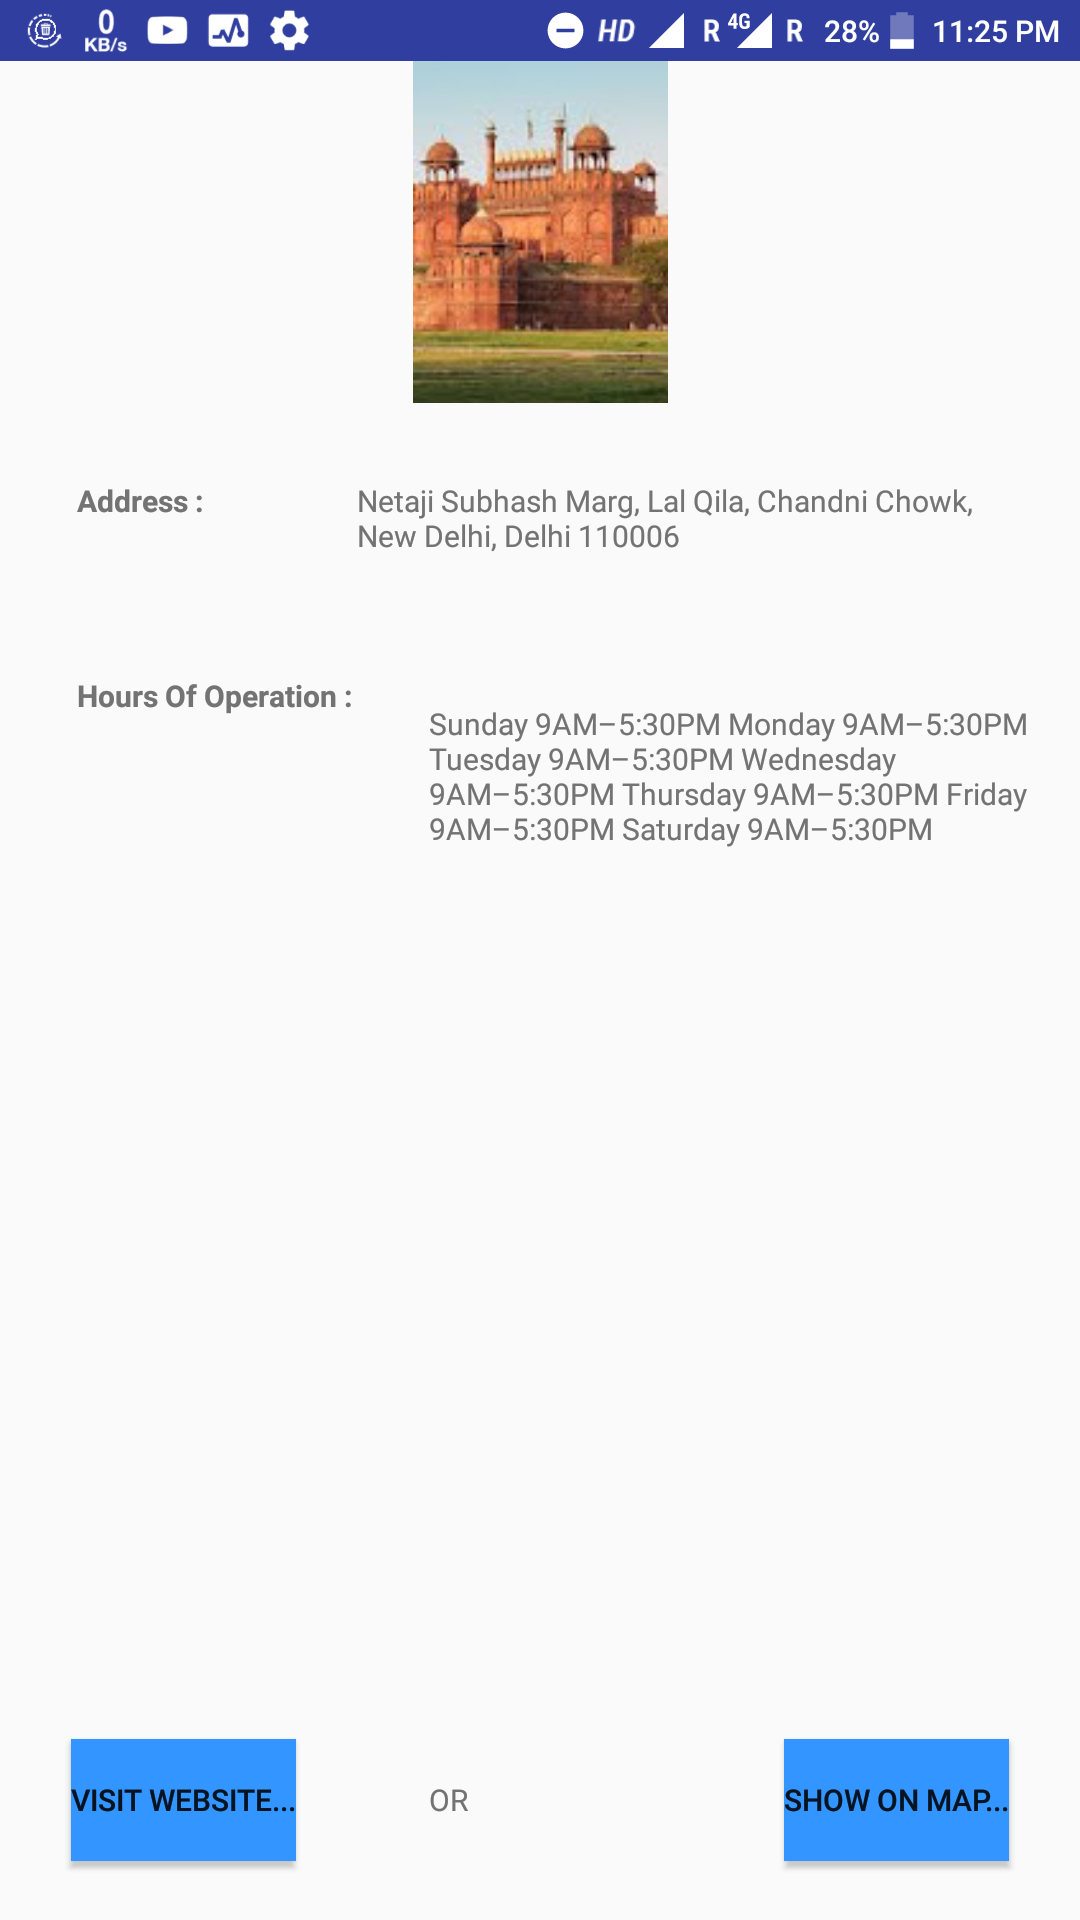 0 KB/s HD R 4G R 28% 11:25 PM
Address : Netaji Subhash Marg, Lal Qila, Chandni Chowk,
New Delhi, Delhi 110006
Hours Of Operation :
Sunday 9AM–5:30PM Monday 9AM–5:30PM
Tuesday 9AM–5:30PM Wednesday
9AM–5:30PM Thursday 9AM–5:30PM Friday
9AM–5:30PM Saturday 9AM–5:30PM
VISIT WEBSITE... OR SHOW ON MAP...